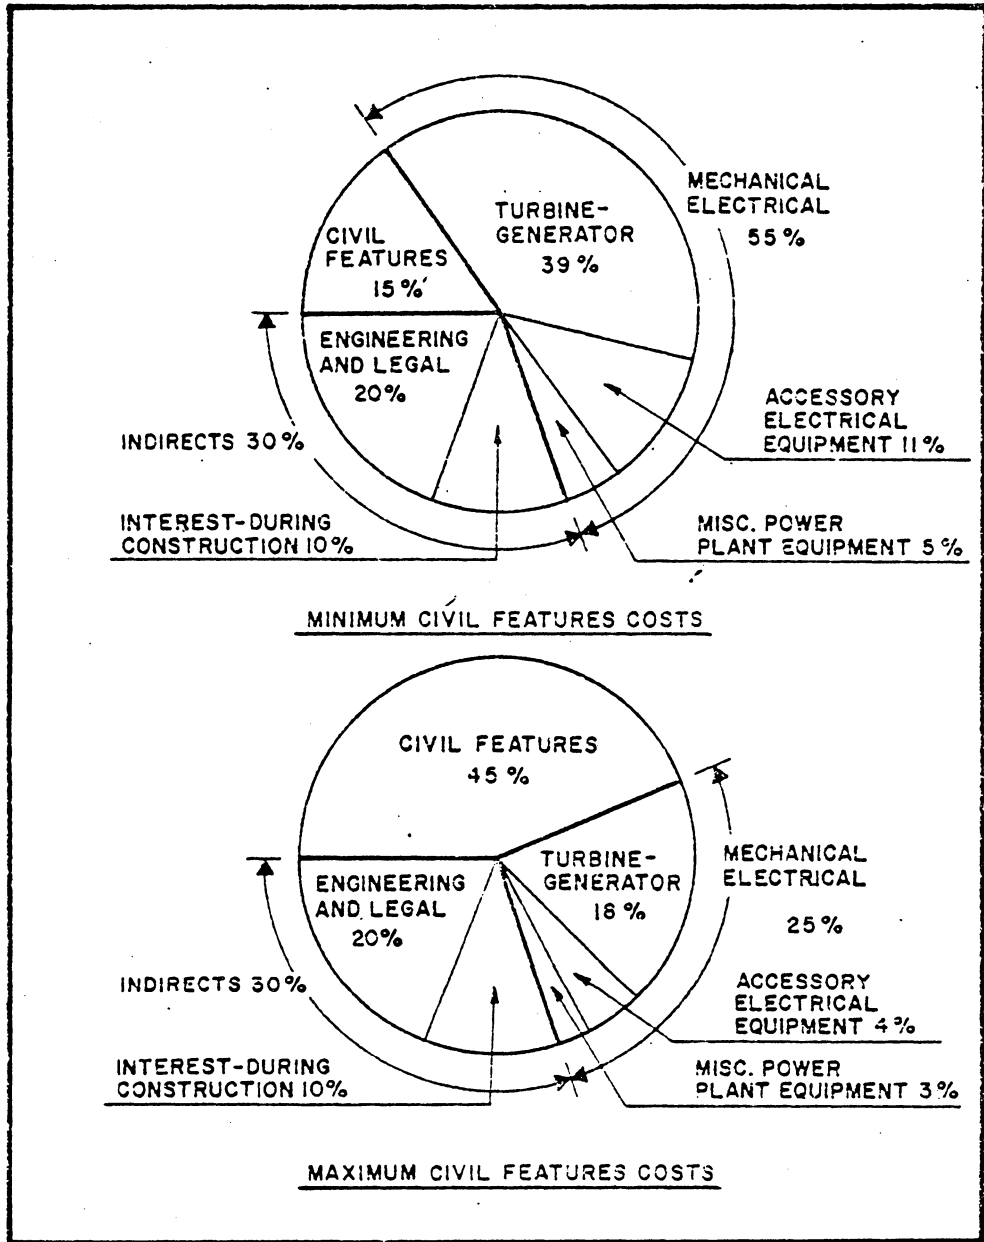 MECHANICAL
ELECTRICAL
55%
TURBINE-
GENERATOR
39%
CIVIL
FEATURES
15%
ENGINEERING
AND LEGAL
20%
ACCESSORY
ELECTRICAL
EQUIPMENT 11%
INDIRECTS 30%
INTEREST-DURING
CONSTRUCTION 10%
MISC. POWER
PLANT EQUIPMENT 5%
MINIMUM CIVIL FEATURES COSTS
CIVIL FEATURES
45%
TURBINE-
GENERATOR
18%
MECHANICAL
ELECTRICAL
25%
ENGINEERING
AND LEGAL
20%
INDIRECTS 30%
ACCESSORY
ELECTRICAL
EQUIPMENT 4%
INTEREST-DURING
CONSTRUCTION 10%
MISC. POWER
PLANT EQUIPMENT 3%
MAXIMUM CIVIL FEATURES COSTS